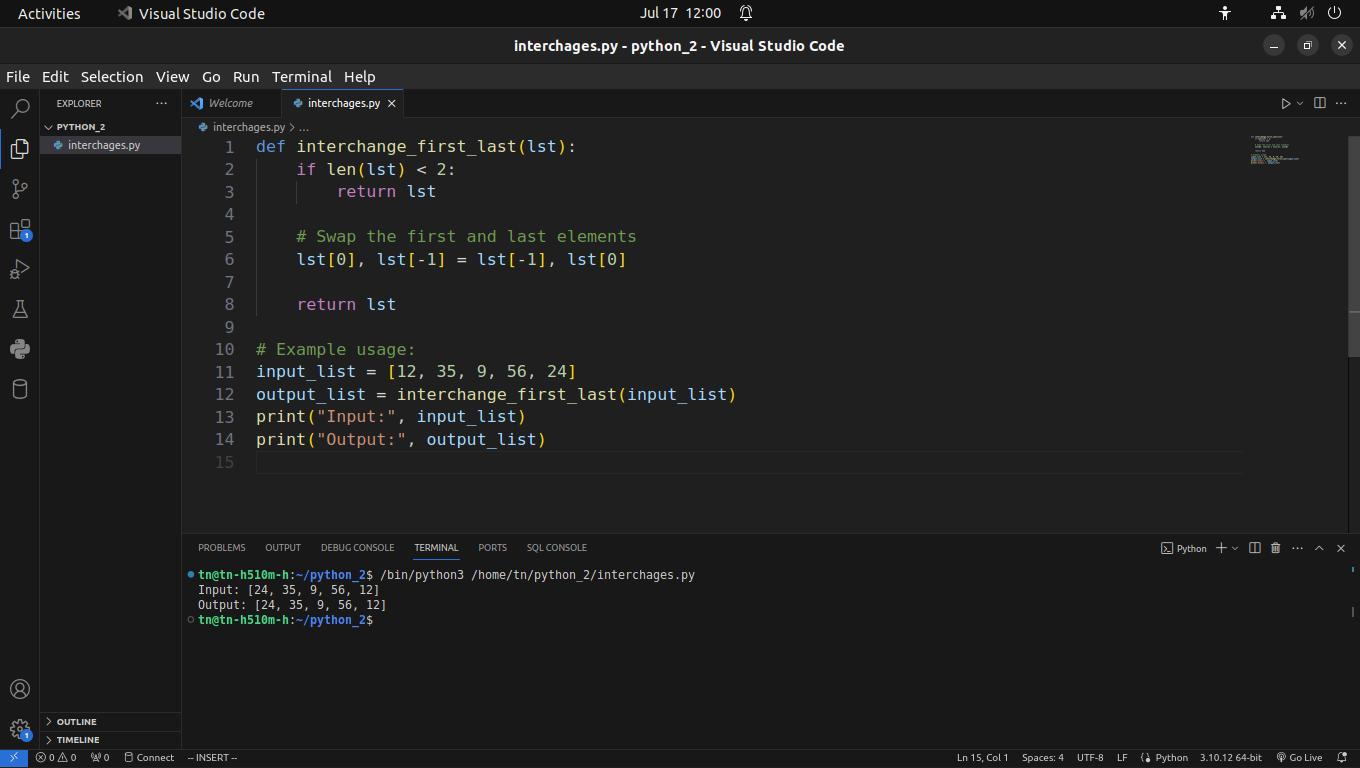 Activities Visual Studio Code Jul 17 12:00
interchages.py - python_2 - Visual Studio Code
File Edit Selection View Go Run Terminal Help
EXPLORER
PYTHON_2
interchages.py
OUTLINE
TIMELINE
Welcome interchages.py
interchages.py > ...
1 def interchange_first_last(lst):
2 if len(lst) < 2:
3 return lst
4
5 # Swap the first and last elements
6 lst[0], lst[-1] = lst[-1], lst[0]
7
8 return lst
9
10 # Example usage:
11 input_list = [12, 35, 9, 56, 24]
12 output_list = interchange_first_last(input_list)
13 print("Input:", input_list)
14 print("Output:", output_list)
15
PROBLEMS OUTPUT DEBUG CONSOLE TERMINAL PORTS SQL CONSOLE Python
tn@tn-h510m-h:~/python_2$ /bin/python3 /home/tn/python_2/interchages.py
Input: [24, 35, 9, 56, 12]
Output: [24, 35, 9, 56, 12]
tn@tn-h510m-h:~/python_2$
1
1
0 0 0 Connect -- INSERT -- Ln 15, Col 1 Spaces: 4 UTF-8 LF Python 3.10.12 64-bit Go Live